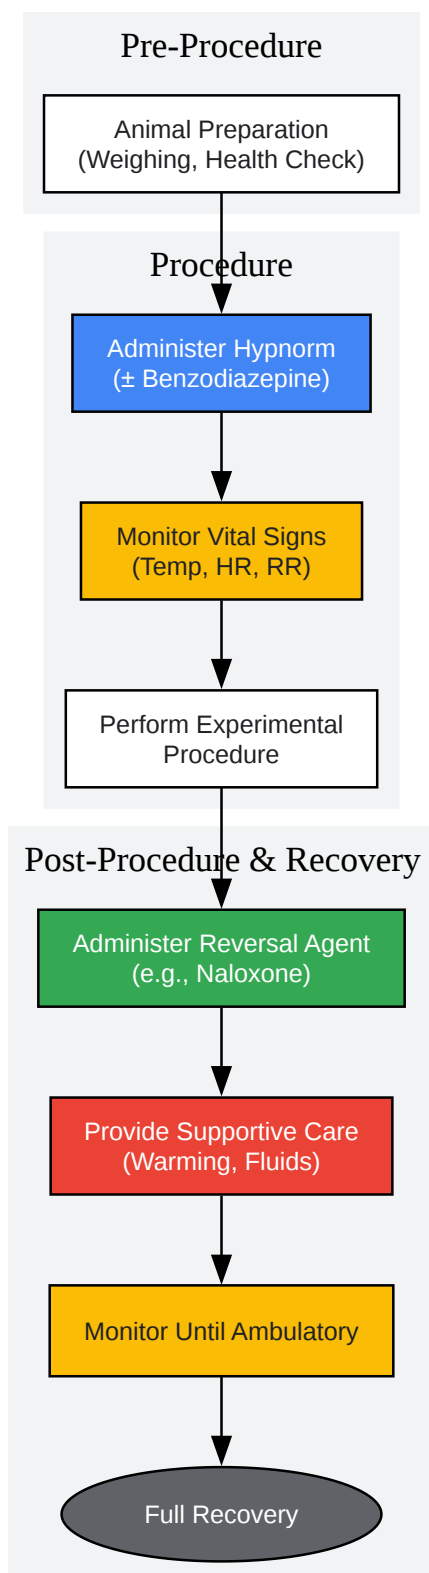 Pre-Procedure
Animal Preparation
(Weighing, Health Check)
Procedure
Administer Hypnorm
(± Benzodiazepine)
Monitor Vital Signs
(Temp, HR, RR)
Perform Experimental
Procedure
Post-Procedure & Recovery
Administer Reversal Agent
(e.g., Naloxone)
Provide Supportive Care
(Warming, Fluids)
Monitor Until Ambulatory
Full Recovery